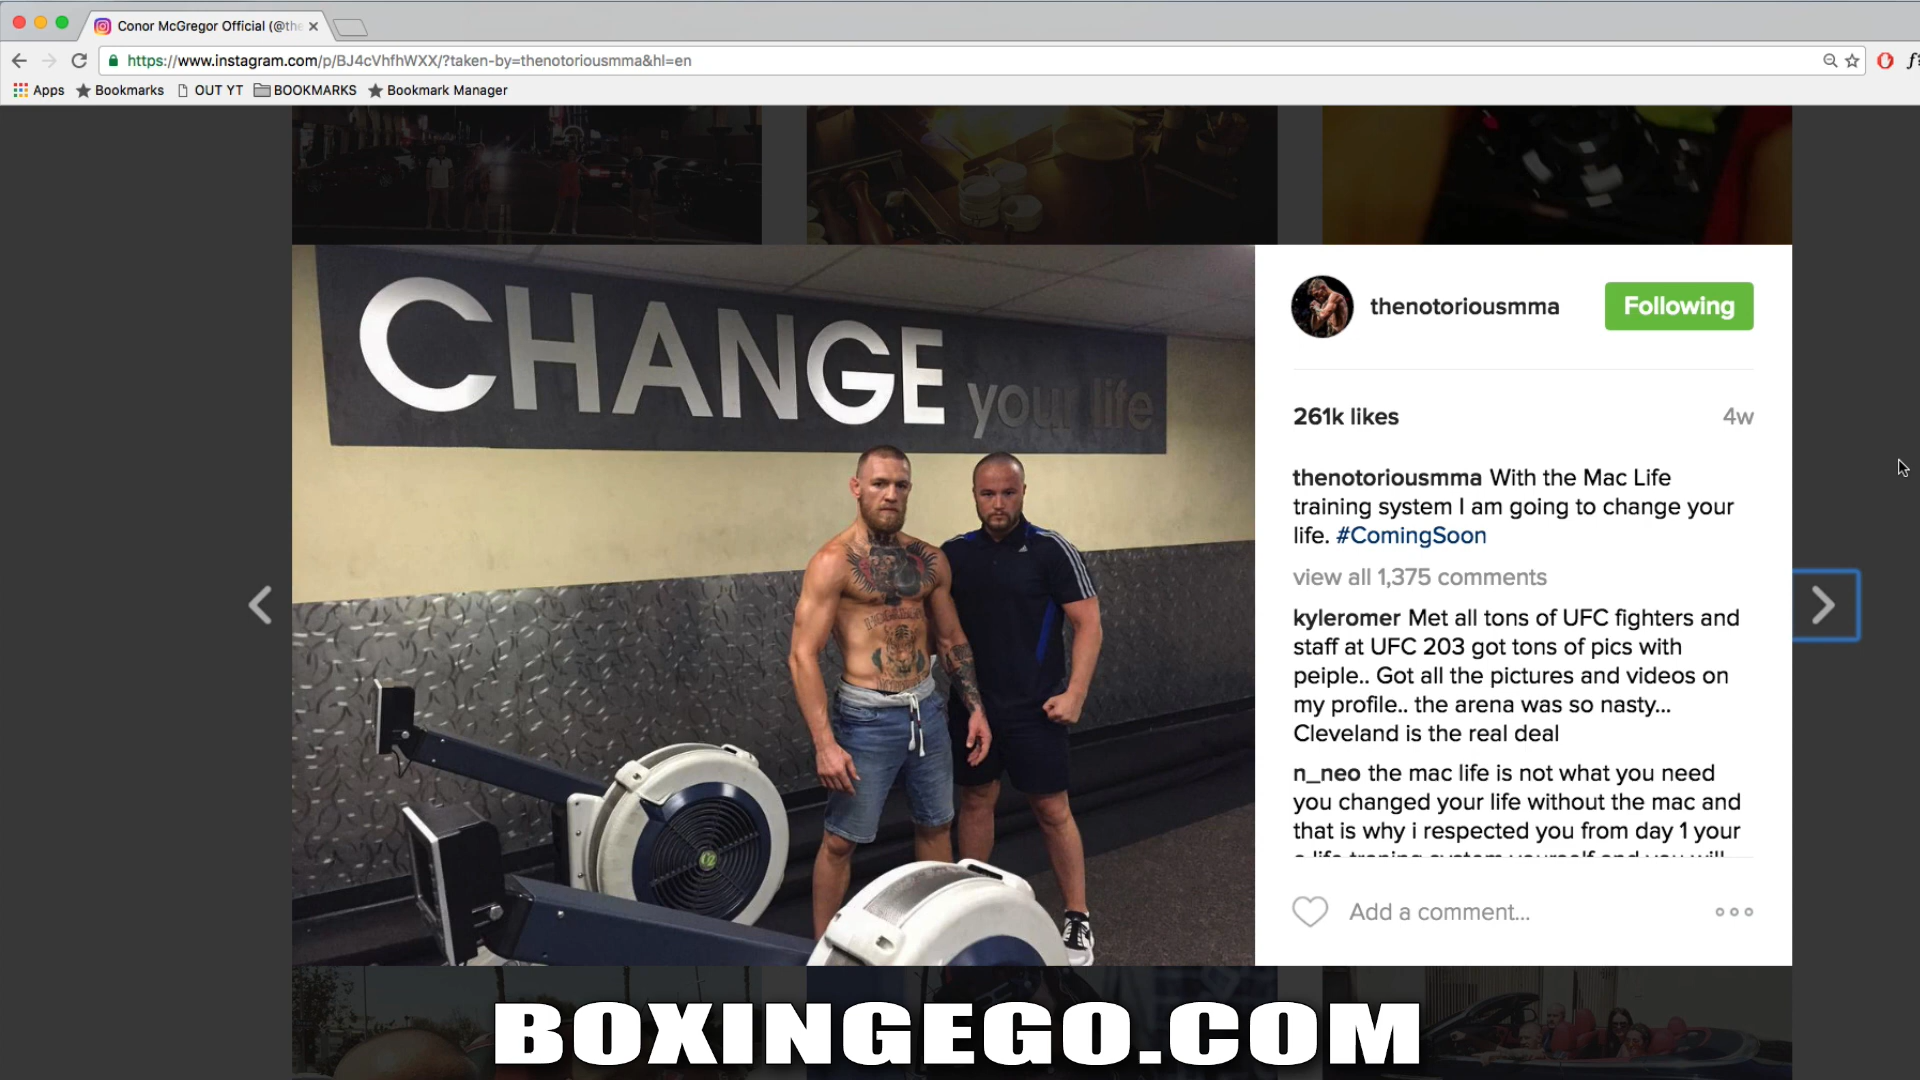 Conor McGregor Official (@the
https://www.instagram.com/p/BJ4cVhfhWXX/?taken-by=thenotoriousmma&hl=en
Apps Bookmarks OUT YT BOOKMARKS Bookmark Manager
CHANGE your life
thenotoriousmma
Following
261k likes
4w
thenotoriousmma With the Mac Life
training system I am going to change your
life. #ComingSoon
view all 1,375 comments
kyleromer Met all tons of UFC fighters and
staff at UFC 203 got tons of pics with
peiple.. Got all the pictures and videos on
my profile.. the arena was so nasty...
Cleveland is the real deal
n_neo the mac life is not what you need
you changed your life without the mac and
that is why i respected you from day 1 your
Add a comment...
BOXINGEGO.COM